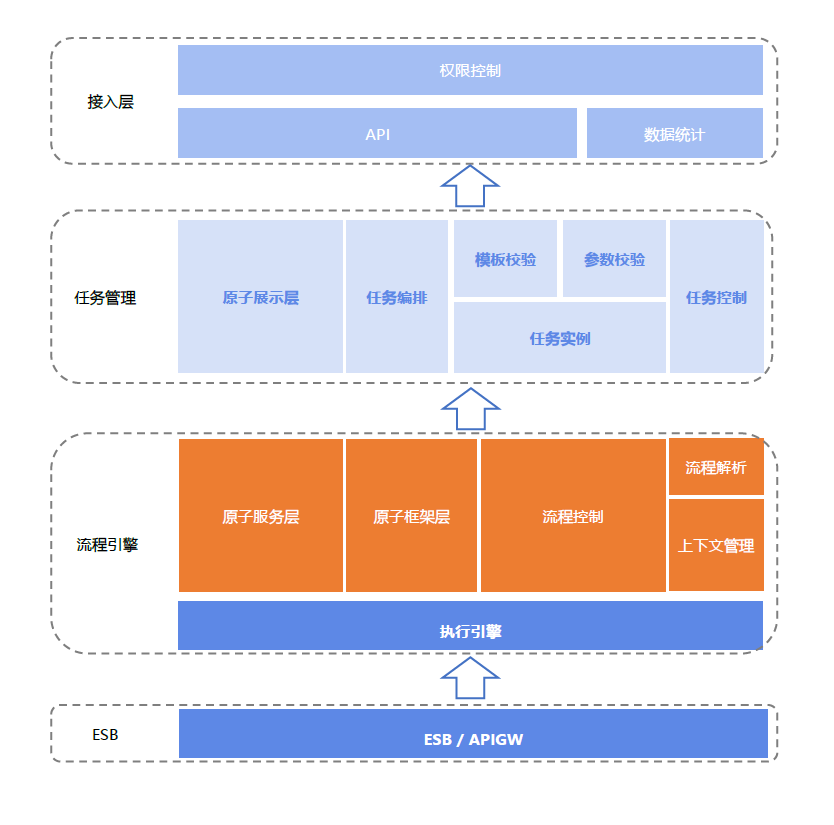 接入层
权限控制
API
数据统计
任务管理
原子展示层
任务编排
模板校验
参数校验
任务实例
任务控制
流程引擎
原子服务层
原子框架层
流程控制
流程解析
上下文管理
执行引擎
ESB
ESB / APIGW